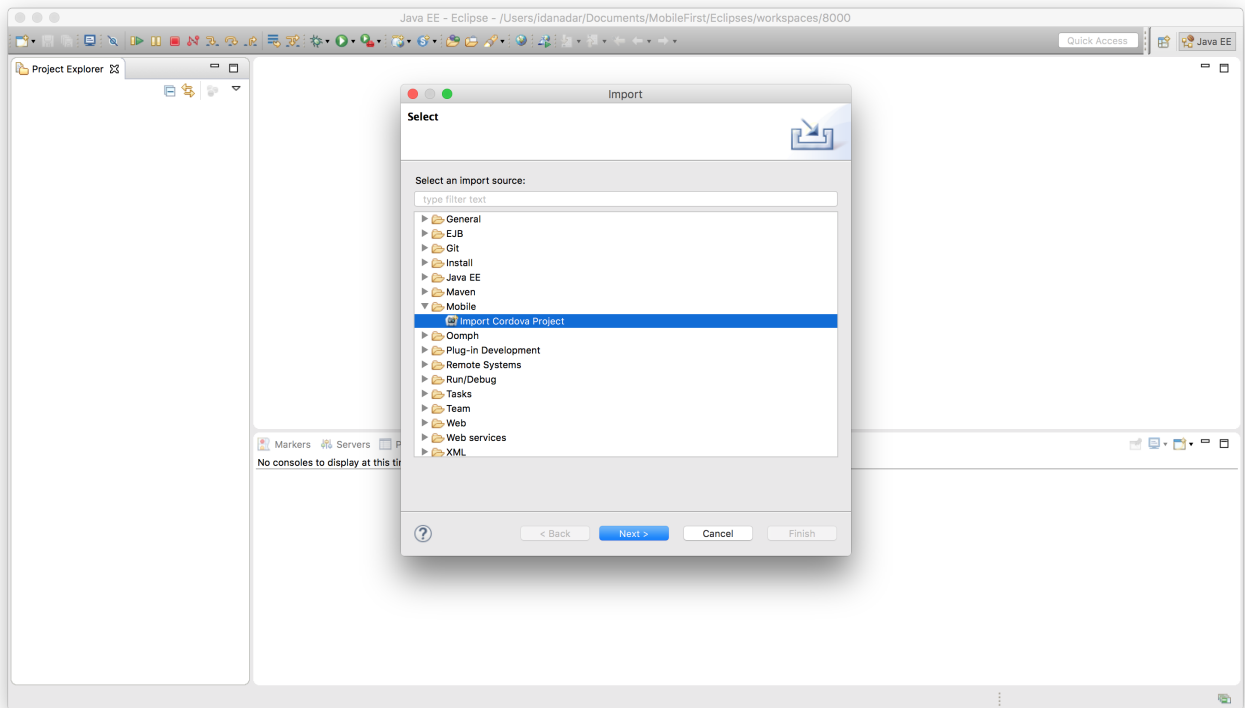 Java EE - Eclipse - /Users/idanadar/Documents/MobileFirst/Eclipses/workspaces/8000
Quick Access
Java EE
Project Explorer
Import
Select
Select an import source:
type filter text
General
EJB
Git
Install
Java EE
Maven
Mobile
Import Cordova Project
Oomph
Plug-in Development
Remote Systems
Run/Debug
Tasks
Team
Web
Web services
XML
Markers Servers P
No consoles to display at this ti
? < Back Next > Cancel Finish